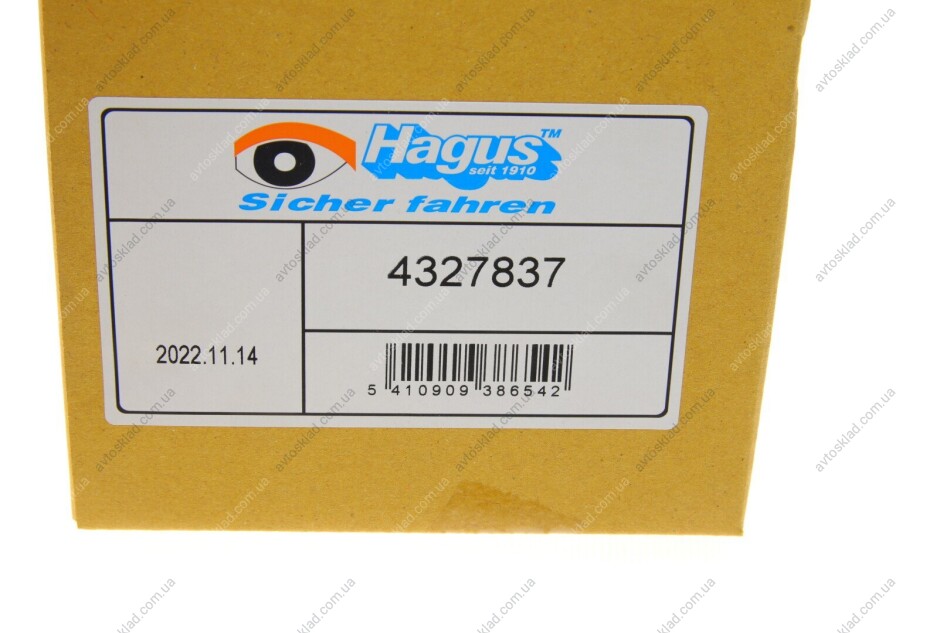 Hagus™
seit 1910
Sicher fahren
4327837
2022.11.14
5 410909 386542
avtosklad.com.ua